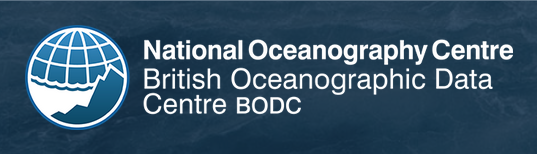 National Oceanography Centre
British Oceanographic Data
Centre BODC